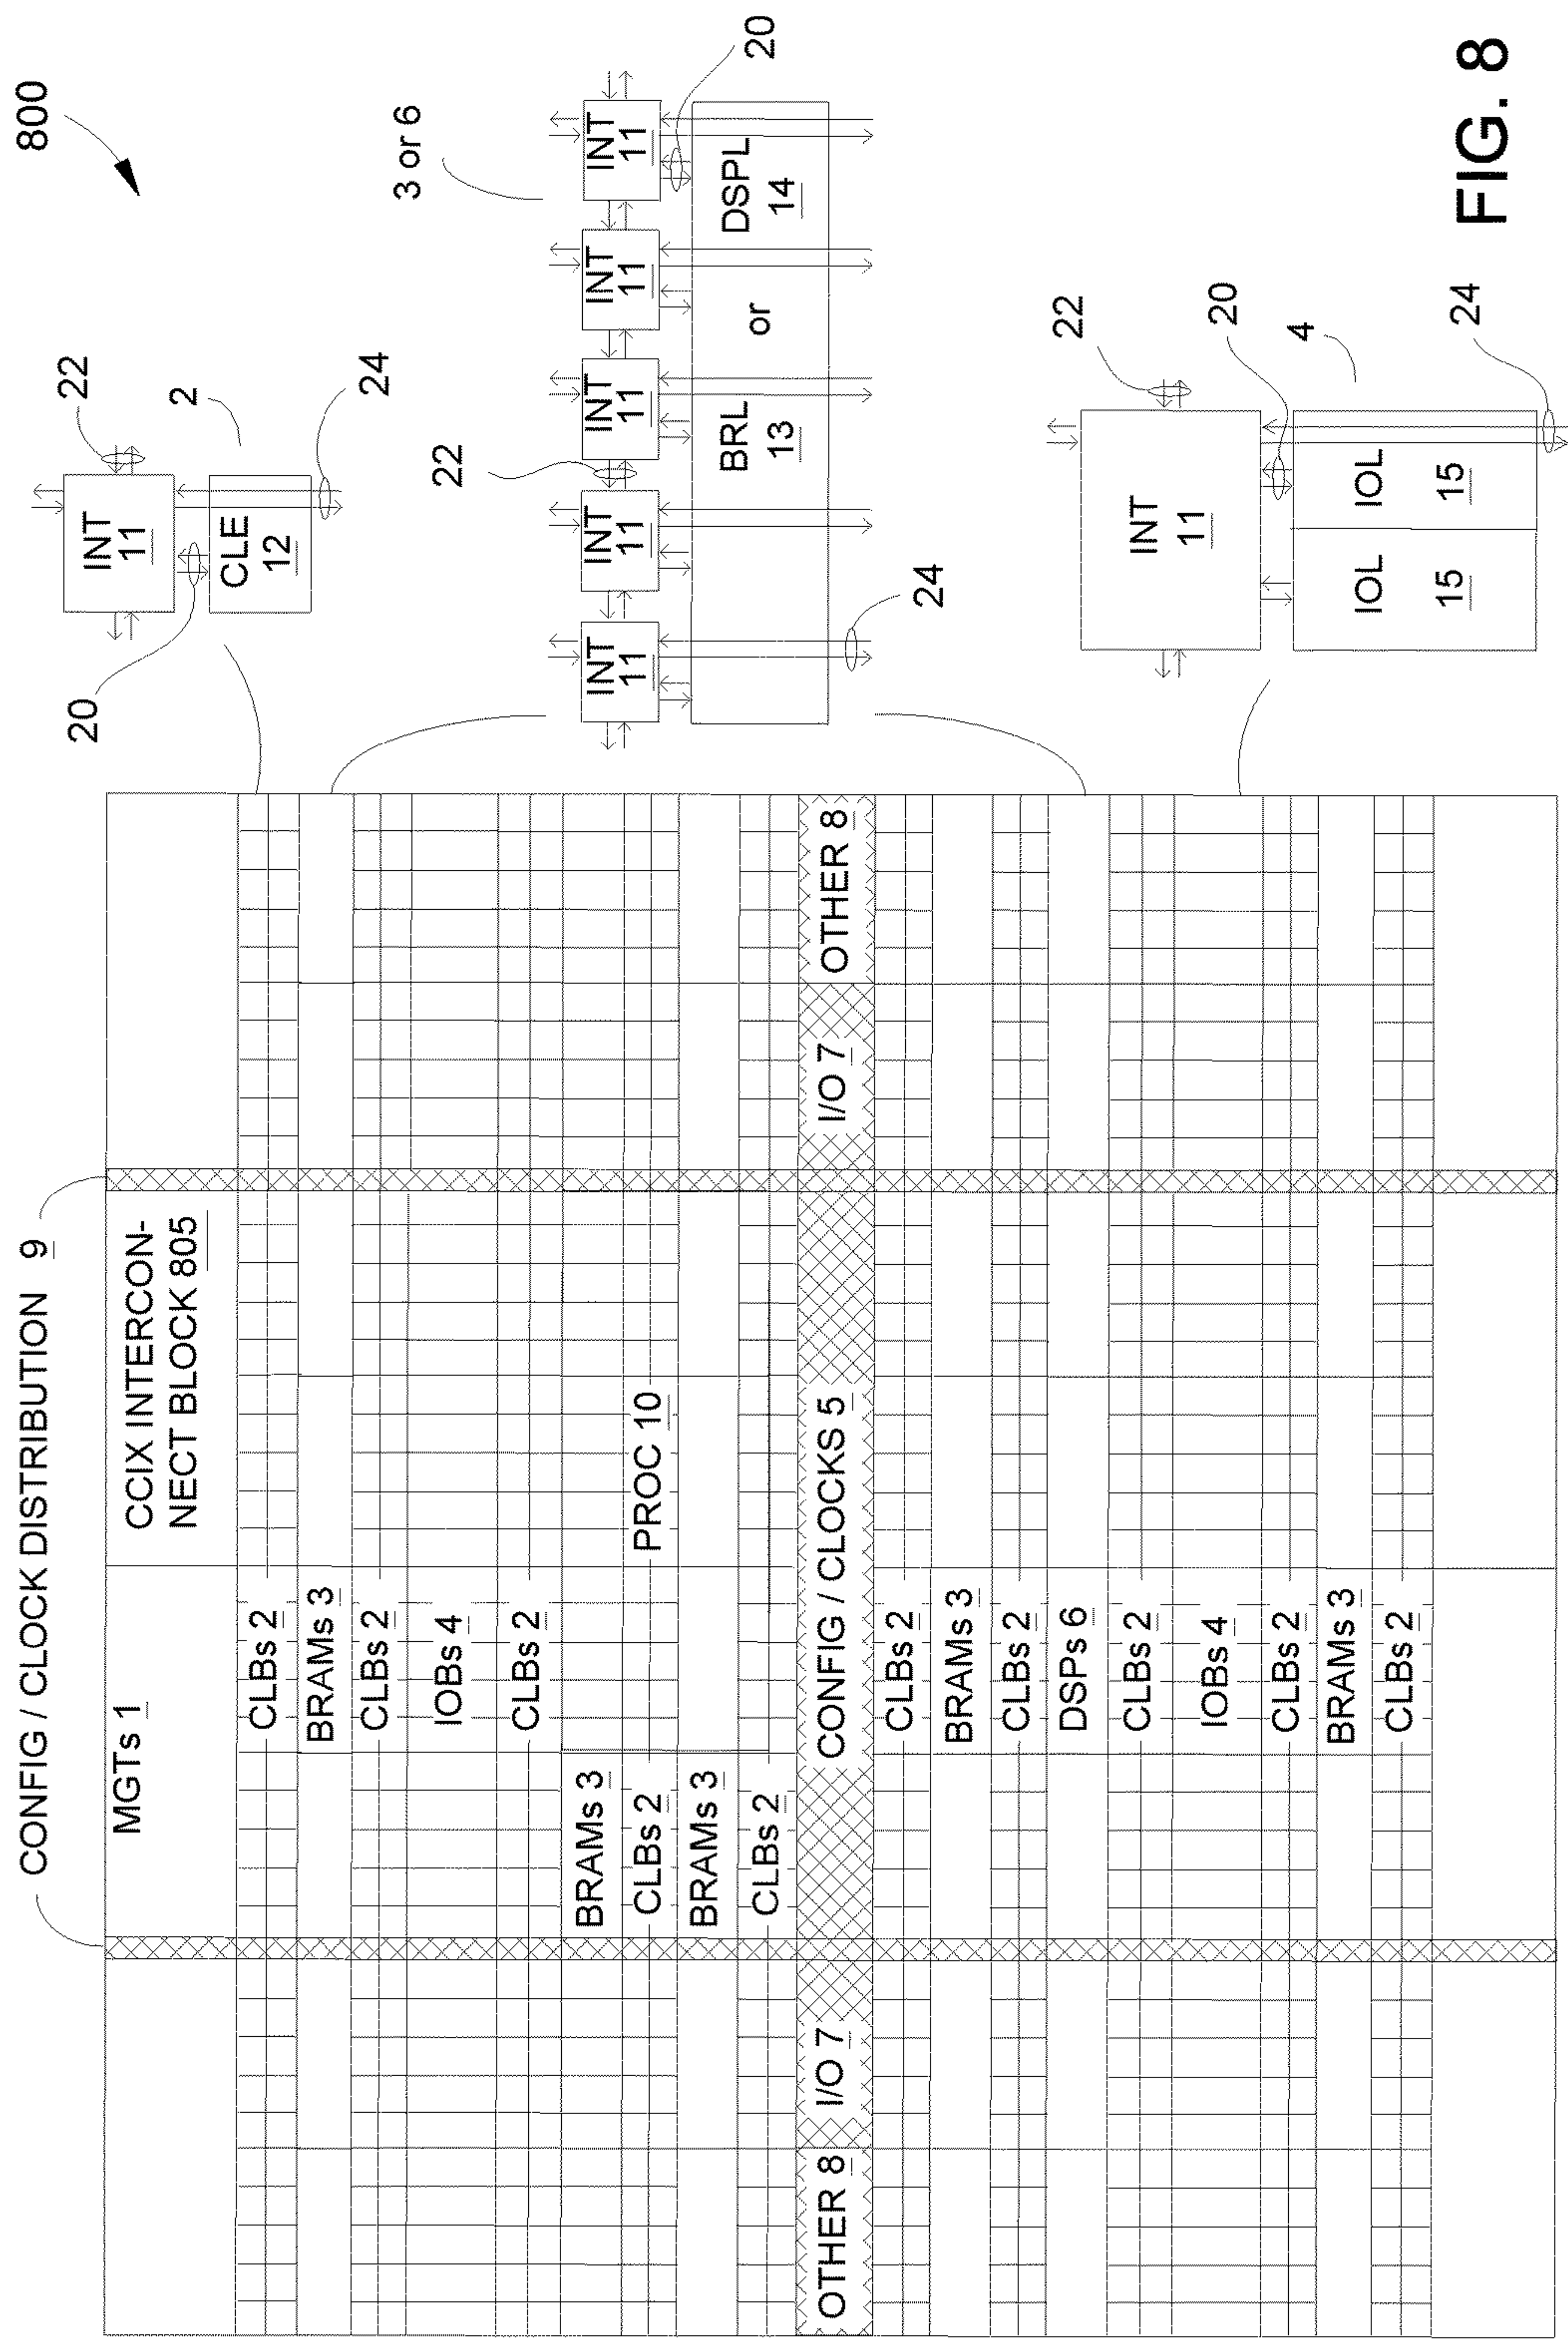 800
CONFIG / CLOCK DISTRIBUTION 9
MGTs 1
CCIX INTERCON-
NECT BLOCK 805
CLBs 2
BRAMs 3
CLBs 2
IOBs 4
CLBs 2
BRAMs 3
CLBs 2
BRAMs 3
CLBs 2
PROC 10
OTHER 8
I/O 7
CONFIG / CLOCKS 5
I/O 7
OTHER 8
CLBs 2
BRAMs 3
CLBs 2
DSPs 6
CLBs 2
IOBs 4
CLBs 2
BRAMs 3
CLBs 2
20
INT
11
22
CLE
12
2
24
3 or 6
22
INT
11
INT
11
INT
11
INT
11
INT
11
20
BRL
13
or
DSPL
14
24
22
INT
11
20
4
IOL
15
IOL
15
24
FIG. 8